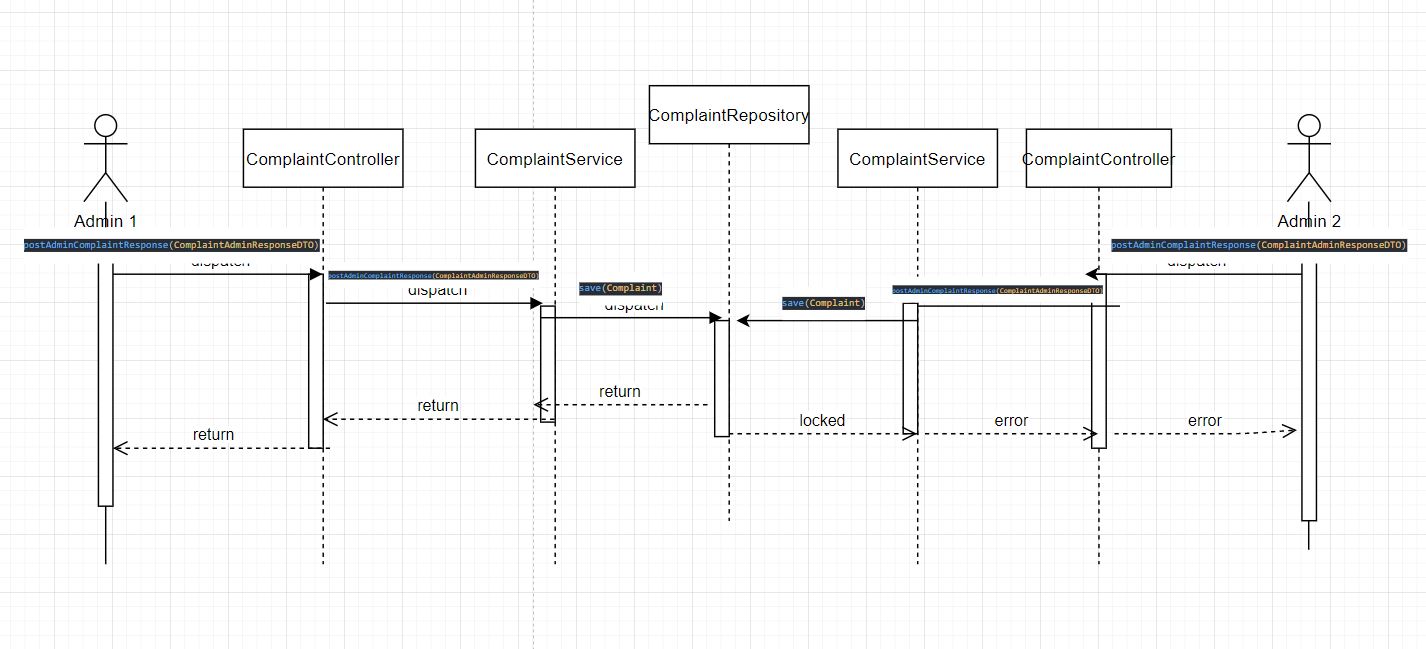 ComplaintRepository
ComplaintController
ComplaintService
ComplaintService
ComplaintController
Admin 1
Admin 2
postAdminComplaintResponse(ComplaintAdminResponseDTO)
postAdminComplaintResponse(ComplaintAdminResponseDTO)
dispatch
dispatch
postAdminComplaintResponse(ComplaintAdminResponseDTO)
dispatch
save(Complaint)
postAdminComplaintResponse(ComplaintAdminResponseDTO)
save(Complaint)
dispatch
return
return
return
locked
error
error